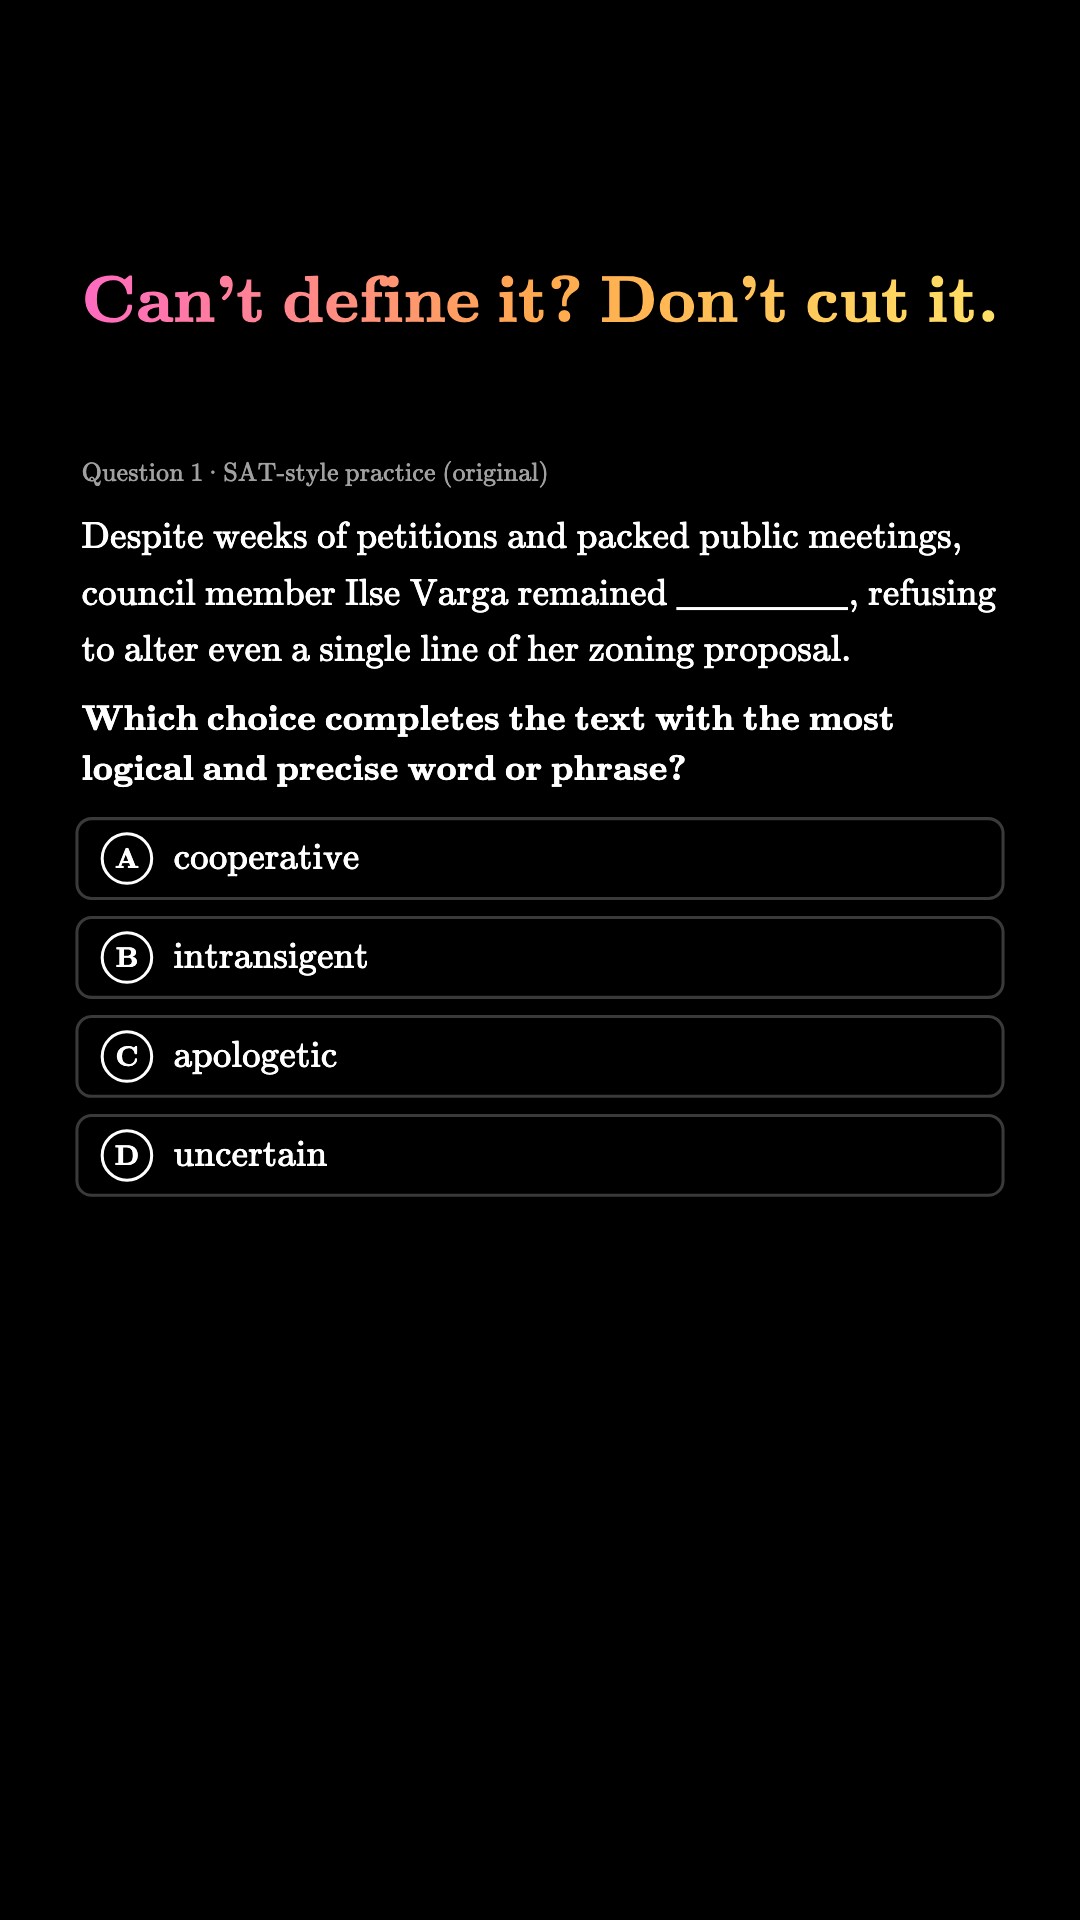 Can't define it? Don't cut it.
Question 1 · SAT-style practice (original)
Despite weeks of petitions and packed public meetings,
council member Ilse Varga remained _________, refusing
to alter even a single line of her zoning proposal.
Which choice completes the text with the most
logical and precise word or phrase?
A cooperative
B intransigent
C apologetic
D uncertain